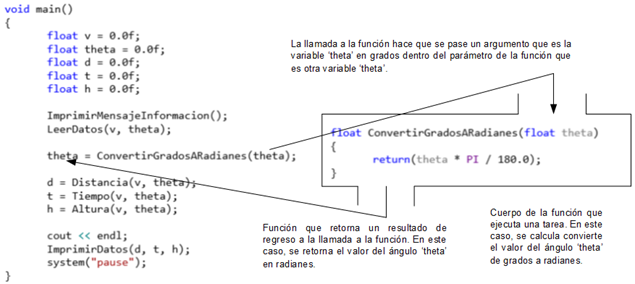 void main()
{
float v = 0.0f;
float theta = 0.0f;
float d = 0.0f;
float t = 0.0f;
float h = 0.0f;
ImprimirMensajeInformacion();
LeerDatos(v, theta);
theta = ConvertirGradosARadianes(theta);
d = Distancia(v, theta);
t = Tiempo(v, theta);
h = Altura(v, theta);
cout << endl;
ImprimirDatos(d, t, h);
system("pause");
}
La llamada a la función hace que se pase un argumento que es la
variable 'theta' en grados dentro del parámetro de la función que
es otra variable 'theta'.
float ConvertirGradosARadianes(float theta)
{
return(theta * PI / 180.0);
}
Función que retorna un resultado de
regreso a la llamada a la función. En este
caso, se retorna el valor del ángulo 'theta'
en radianes.
Cuerpo de la función que
ejecuta una tarea. En este
caso, se calcula convierte
el valor del ángulo 'theta'
de grados a radianes.